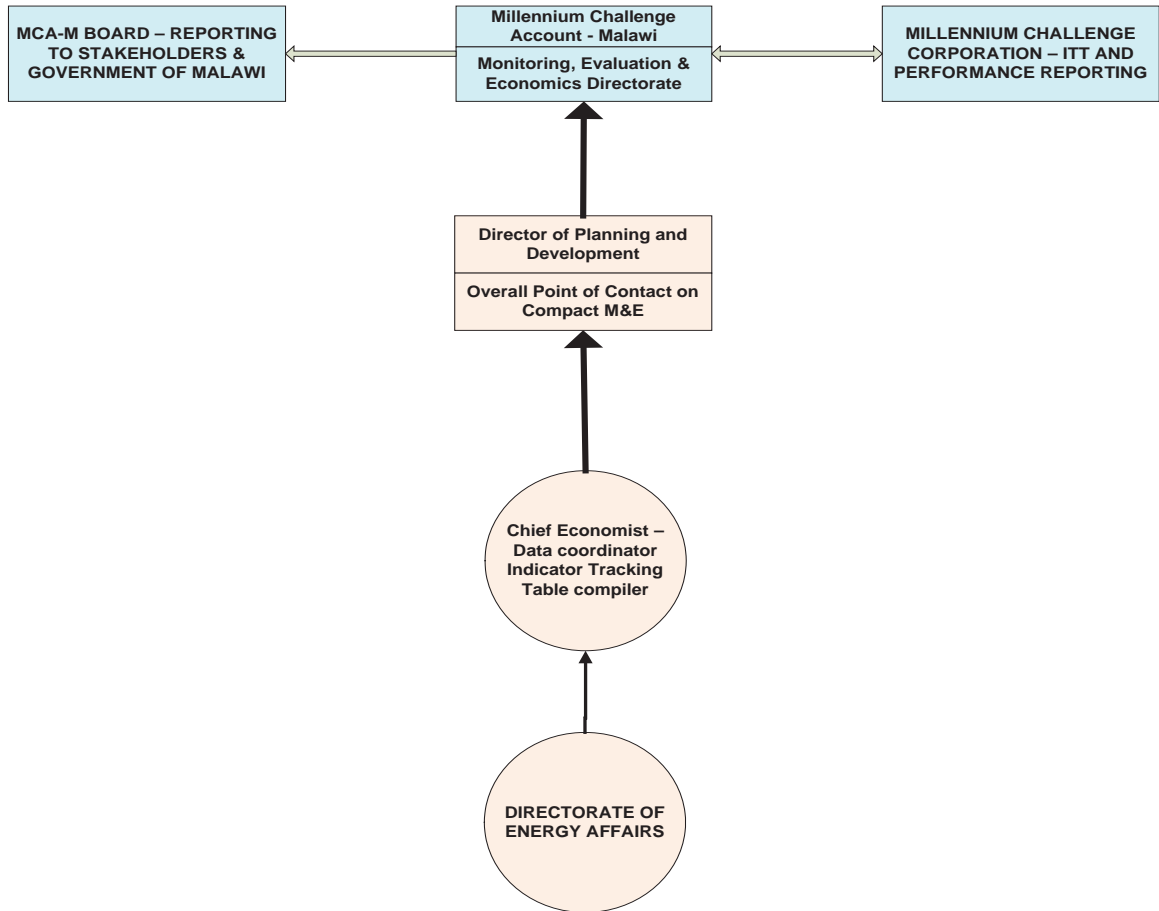 MCA-M BOARD – REPORTING
TO STAKEHOLDERS &
GOVERNMENT OF MALAWI
Millennium Challenge
Account - Malawi
Monitoring, Evaluation &
Economics Directorate
MILLENNIUM CHALLENGE
CORPORATION – ITT AND
PERFORMANCE REPORTING
Director of Planning and
Development
Overall Point of Contact on
Compact M&E
Chief Economist –
Data coordinator
Indicator Tracking
Table compiler
DIRECTORATE OF
ENERGY AFFAIRS